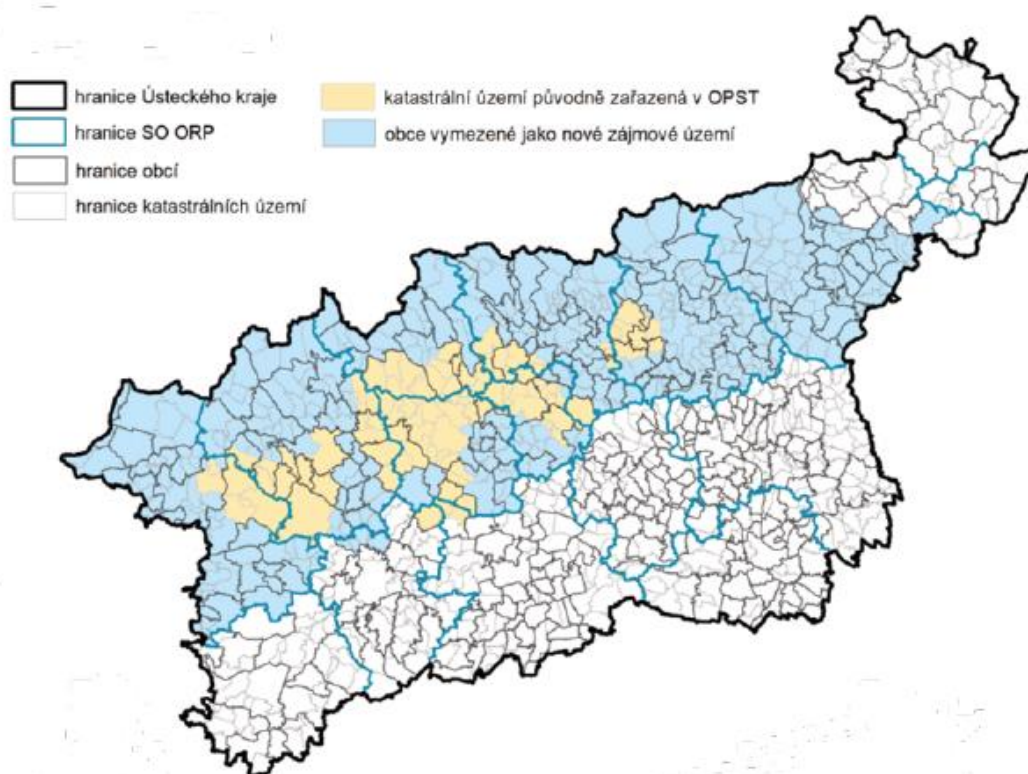 hranice Ústeckého kraje
hranice SO ORP
hranice obcí
hranice katastrálních území
katastrální území původně zařazená v OPST
obce vymezené jako nové zájmové území